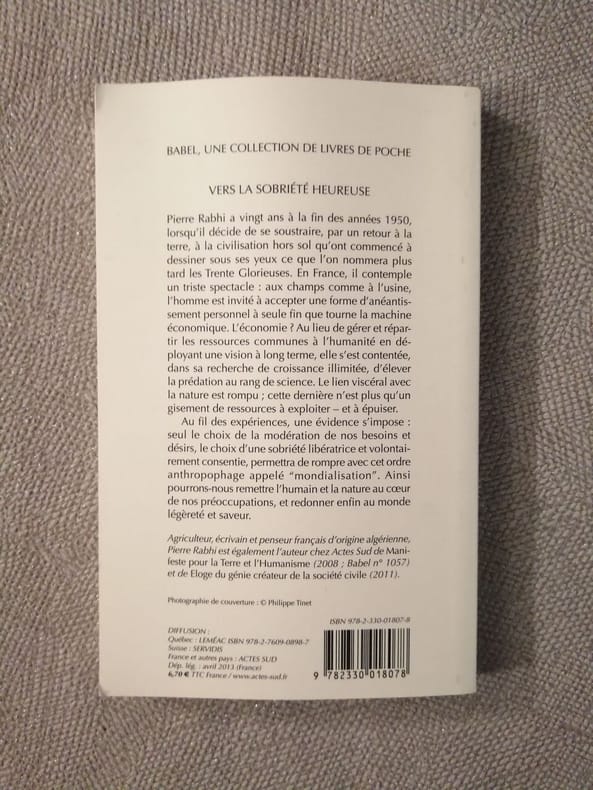 BABEL, UNE COLLECTION DE LIVRES DE POCHE
VERS LA SOBRIÉTÉ HEUREUSE
Pierre Rabhi a vingt ans à la fin des années 1950,
lorsqu'il décide de se soustraire, par un retour à la
terre, à la civilisation hors sol qu'ont commencé à
dessiner sous ses yeux ce que l'on nommera plus
tard les Trente Glorieuses. En France, il contemple
un triste spectacle : aux champs comme à l'usine,
l'homme est invité à accepter une forme d'anéantis-
sement personnel à seule fin que tourne la machine
économique. L'économie ? Au lieu de gérer et répar-
tir les ressources communes à l'humanité en dé-
ployant une vision à long terme, elle s'est contentée,
dans sa recherche de croissance illimitée, d'élever
la prédation au rang de science. Le lien viscéral avec
la nature est rompu ; cette dernière n'est plus qu'un
gisement de ressources à exploiter – et à épuiser.
Au fil des expériences, une évidence s'impose :
seul le choix de la modération de nos besoins et
désirs, le choix d'une sobriété libératrice et volontai-
rement consentie, permettra de rompre avec cet ordre
anthropophage appelé "mondialisation". Ainsi
pourrons-nous remettre l'humain et la nature au cœur
de nos préoccupations, et redonner enfin au monde
légèreté et saveur.
Agriculteur, écrivain et penseur français d'origine algérienne,
Pierre Rabhi est également l'auteur chez Actes Sud de Mani-
feste pour la Terre et l'Humanisme (2008 ; Babel n° 1057)
et de Eloge du génie créateur de la société civile (2011).
Photographie de couverture : © Philippe Tinet
ISBN 978-2-330-01807-8
DIFFUSION :
Québec : LEMÉAC ISBN 978-2-7609-0898-7
Suisse : SERVIDIS
France et autres pays : ACTES SUD
Dép. lég. : avril 2013 (France)
6,70 € TTC France / www.actes-sud.fr
9 782330 018078